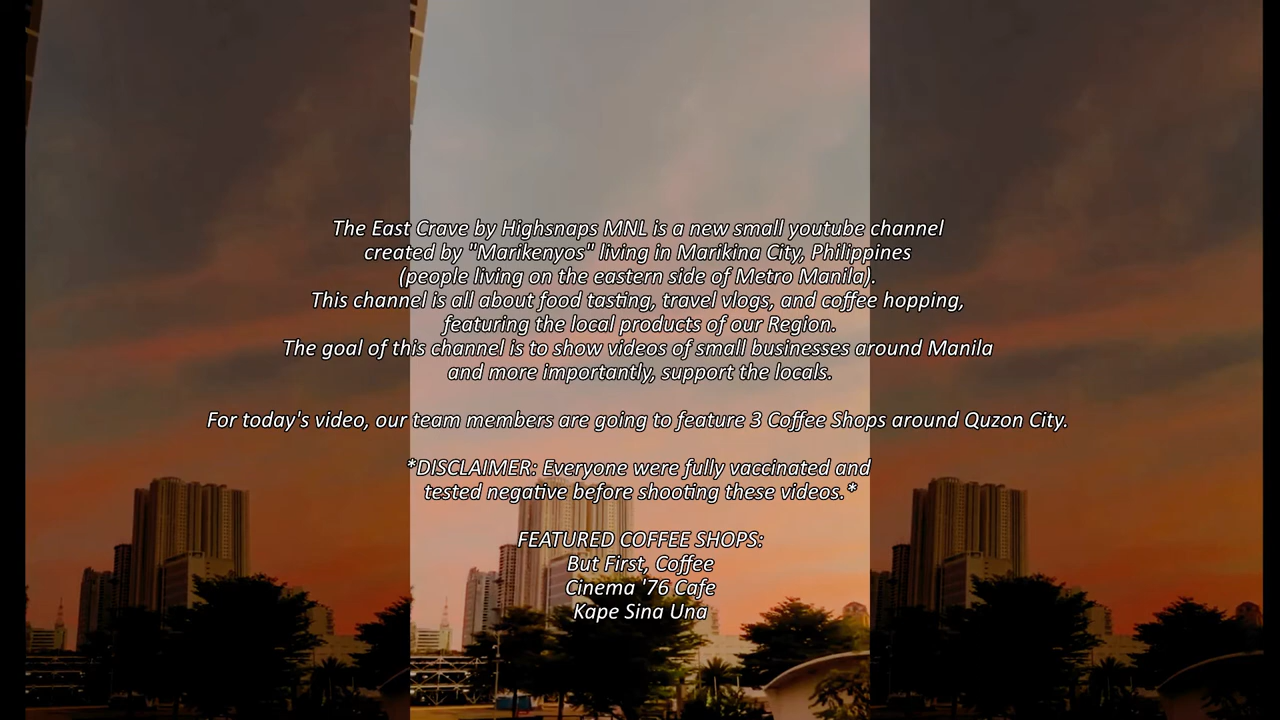 The East Crave by Highsnaps MNL is a new small youtube channel
created by "Marikenyos" living in Marikina City, Philippines
(people living on the eastern side of Metro Manila).
This channel is all about food tasting, travel vlogs, and coffee hopping,
featuring the local products of our Region.
The goal of this channel is to show videos of small businesses around Manila
and more importantly, support the locals.
For today's video, our team members are going to feature 3 Coffee Shops around Quzon City.
*DISCLAIMER: Everyone were fully vaccinated and
tested negative before shooting these videos.*
FEATURED COFFEE SHOPS:
But First, Coffee
Cinema '76 Cafe
Kape Sina Una